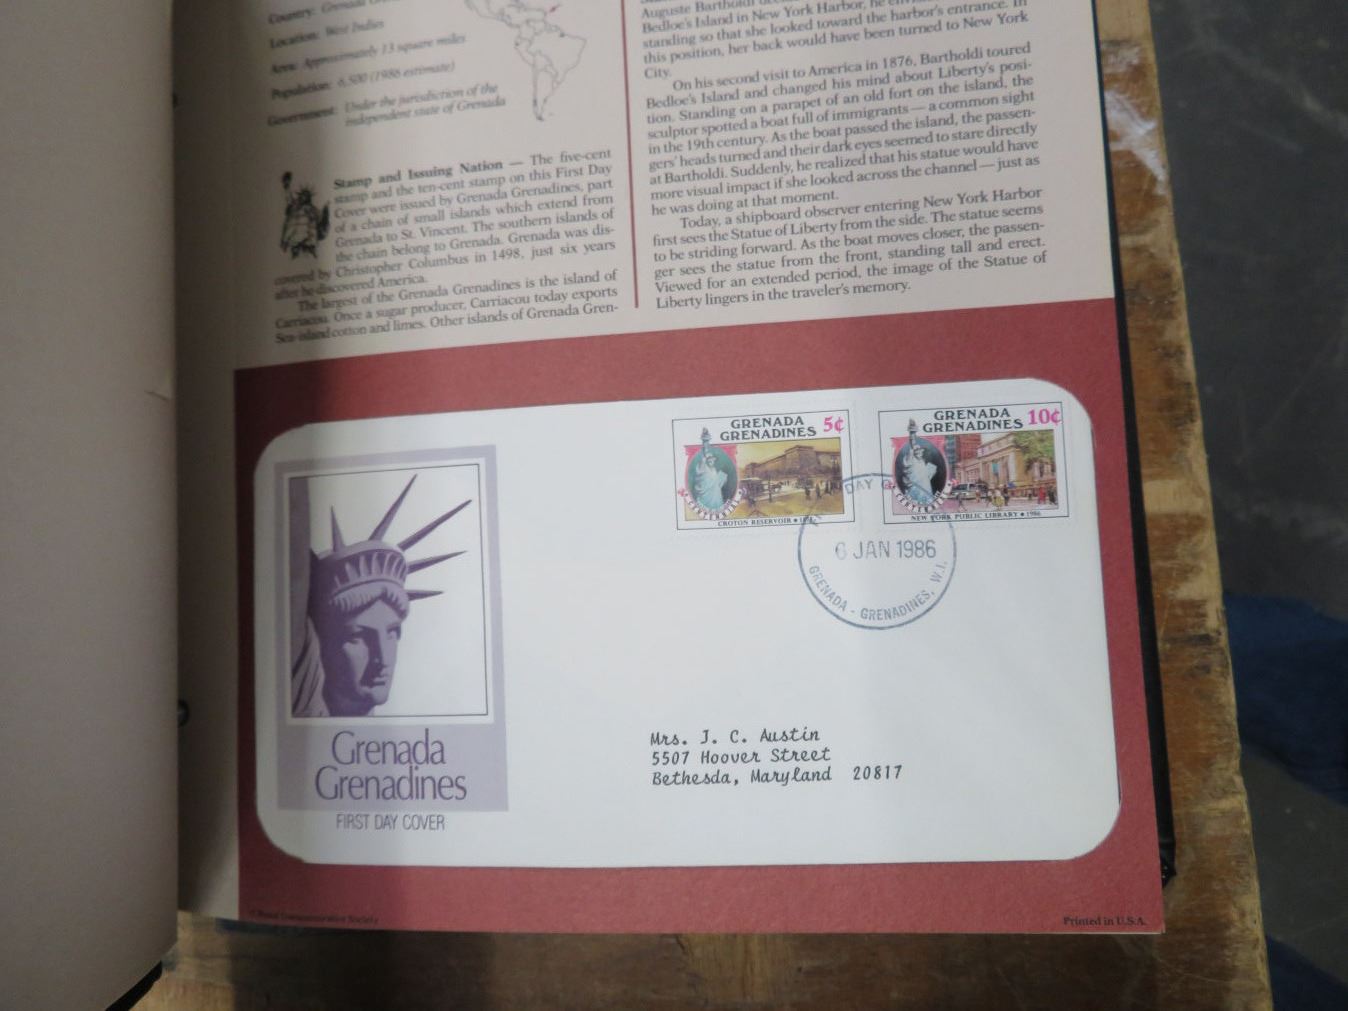 Country: Grenada
Location: West Indies
Area: Approximately 13 square miles
Population: 6,500 (1986 estimate)
Government: Under the jurisdiction of the
independent state of Grenada
Stamp and Issuing Nation — The five-cent
stamp and the ten-cent stamp on this First Day
Cover were issued by Grenada Grenadines, part
of a chain of small islands which extend from
Grenada to St. Vincent. The southern islands of
the chain belong to Grenada. Grenada was dis-
covered by Christopher Columbus in 1498, just six years
after he discovered America.
The largest of the Grenada Grenadines is the island of
Carriacou. Once a sugar producer, Carriacou today exports
Sea-island cotton and limes. Other islands of Grenada Gren-
Auguste Bartholdi
Bedloe's Island in New York Harbor, he
standing so that she looked toward the harbor's entrance. In
this position, her back would have been turned to New York
City.
On his second visit to America in 1876, Bartholdi toured
Bedloe's Island and changed his mind about Liberty's posi-
tion. Standing on a parapet of an old fort on the island, the
sculptor spotted a boat full of immigrants — a common sight
in the 19th century. As the boat passed the island, the passen-
gers' heads turned and their dark eyes seemed to stare directly
at Bartholdi. Suddenly, he realized that his statue would have
more visual impact if she looked across the channel — just as
he was doing at that moment.
Today, a shipboard observer entering New York Harbor
first sees the Statue of Liberty from the side. The statue seems
to be striding forward. As the boat moves closer, the passen-
ger sees the statue from the front, standing tall and erect.
Viewed for an extended period, the image of the Statue of
Liberty lingers in the traveler's memory.
GRENADA
GRENADINES 5¢
CENTENNIAL
CROTON RESERVOIR •
GRENADA
GRENADINES 10¢
CENTENNIAL
NEW YORK PUBLIC LIBRARY • 1986
DAY
6 JAN 1986
GRENADA - GRENADINES, W.I.
Grenada
Grenadines
FIRST DAY COVER
Mrs. J. C. Austin
5507 Hoover Street
Bethesda, Maryland 20817
Commemorative Society
Printed in U.S.A.